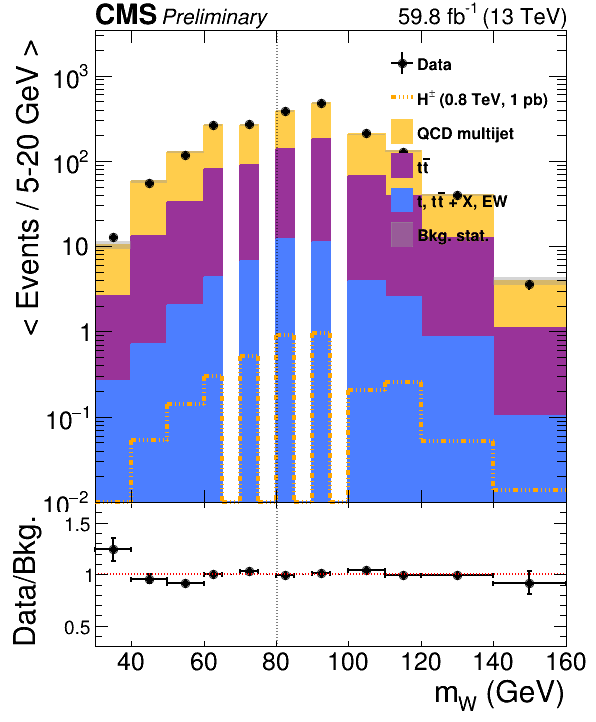 CMS Preliminary 59.8 fb⁻¹ (13 TeV)
< Events / 5-20 GeV >
10³
10²
10
1
10⁻¹
10⁻²
Data
H± (0.8 TeV, 1 pb)
QCD multijet
tt̄
t, tt̄ + X, EW
Bkg. stat.
Data/Bkg.
1.5
1
0.5
40 60 80 100 120 140 160
m_W (GeV)